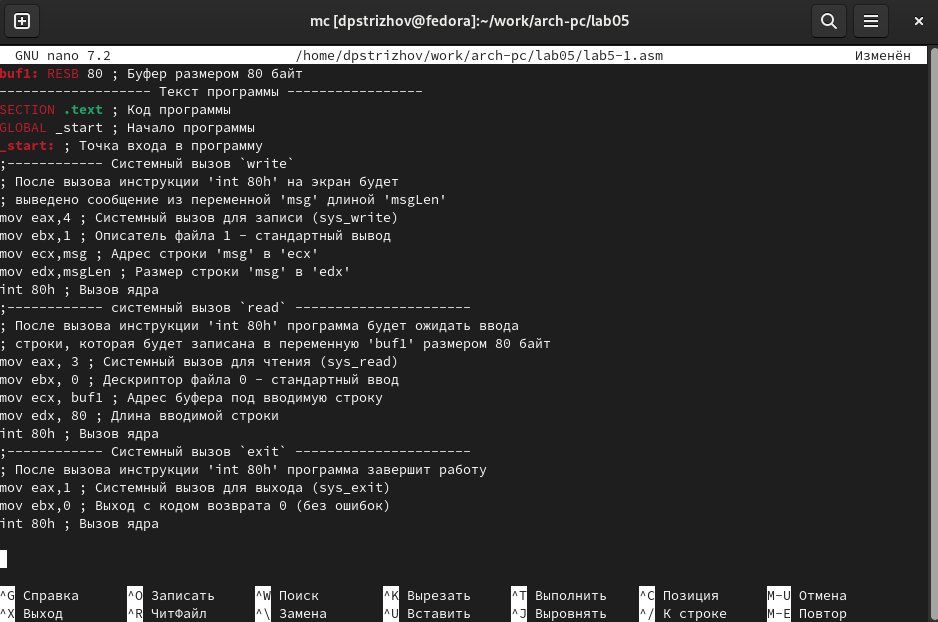 mc [dpstrizhov@fedora]:~/work/arch-pc/lab05
GNU nano 7.2 /home/dpstrizhov/work/arch-pc/lab05/lab5-1.asm Изменён
buf1: RESB 80 ; Буфер размером 80 байт
------------------- Текст программы -----------------
SECTION .text ; Код программы
GLOBAL _start ; Начало программы
_start: ; Точка входа в программу
;------------ Системный вызов `write`
; После вызова инструкции 'int 80h' на экран будет
; выведено сообщение из переменной 'msg' длиной 'msgLen'
mov eax,4 ; Системный вызов для записи (sys_write)
mov ebx,1 ; Описатель файла 1 - стандартный вывод
mov ecx,msg ; Адрес строки 'msg' в 'ecx'
mov edx,msgLen ; Размер строки 'msg' в 'edx'
int 80h ; Вызов ядра
;------------ системный вызов `read` ----------------------
; После вызова инструкции 'int 80h' программа будет ожидать ввода
; строки, которая будет записана в переменную 'buf1' размером 80 байт
mov eax, 3 ; Системный вызов для чтения (sys_read)
mov ebx, 0 ; Дескриптор файла 0 - стандартный ввод
mov ecx, buf1 ; Адрес буфера под вводимую строку
mov edx, 80 ; Длина вводимой строки
int 80h ; Вызов ядра
;------------ Системный вызов `exit` ----------------------
; После вызова инструкции 'int 80h' программа завершит работу
mov eax,1 ; Системный вызов для выхода (sys_exit)
mov ebx,0 ; Выход с кодом возврата 0 (без ошибок)
int 80h ; Вызов ядра
^G Справка ^O Записать ^W Поиск ^K Вырезать ^T Выполнить ^C Позиция M-U Отмена
^X Выход ^R ЧитФайл ^\ Замена ^U Вставить ^J Выровнять ^/ К строке M-E Повтор